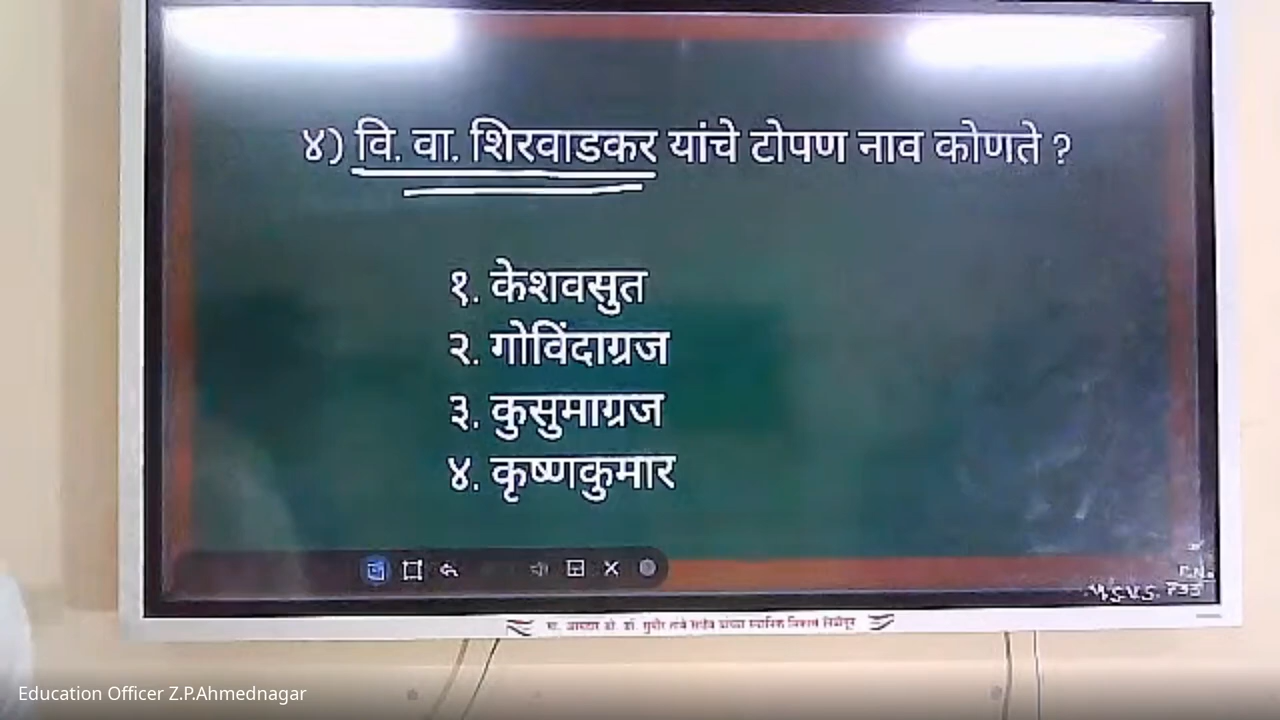 ४) वि. वा. शिरवाडकर यांचे टोपण नाव कोणते ?
१. केशवसुत
२. गोविंदाग्रज
३. कुसुमाग्रज
४. कृष्णकुमार
Education Officer Z.P.Ahmednagar